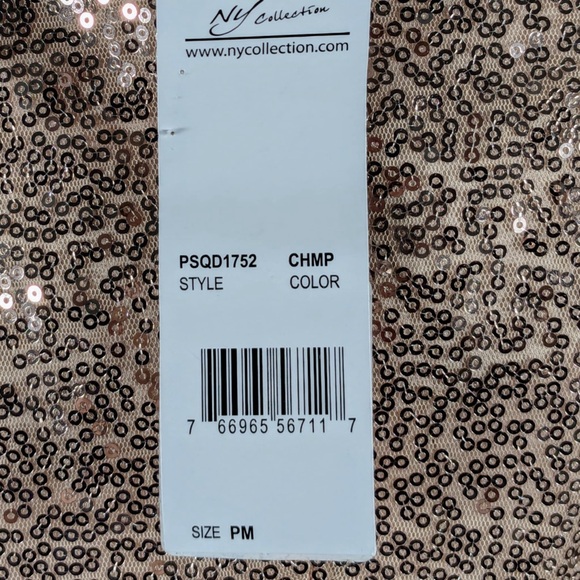 NY Collection
www.nycollection.com
PSQD1752 CHMP
STYLE COLOR
7 66965 56711 7
SIZE PM